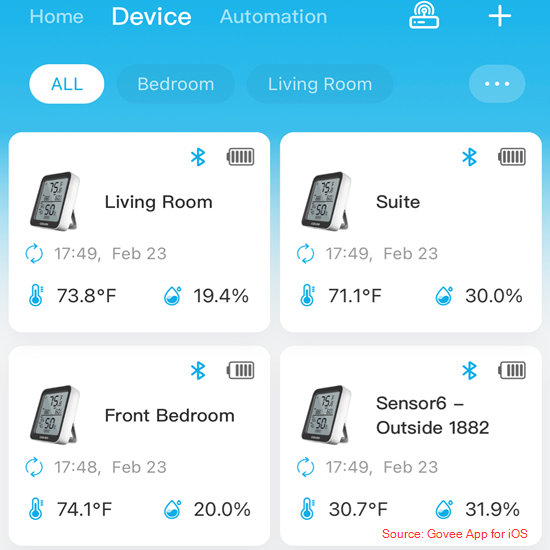 Home Device Automation
ALL Bedroom Living Room
Living Room
17:49, Feb 23
73.8°F 19.4%
Suite
17:49, Feb 23
71.1°F 30.0%
Front Bedroom
17:48, Feb 23
74.1°F 20.0%
Sensor6 –
Outside 1882
17:49, Feb 23
30.7°F 31.9%
Source: Govee App for iOS